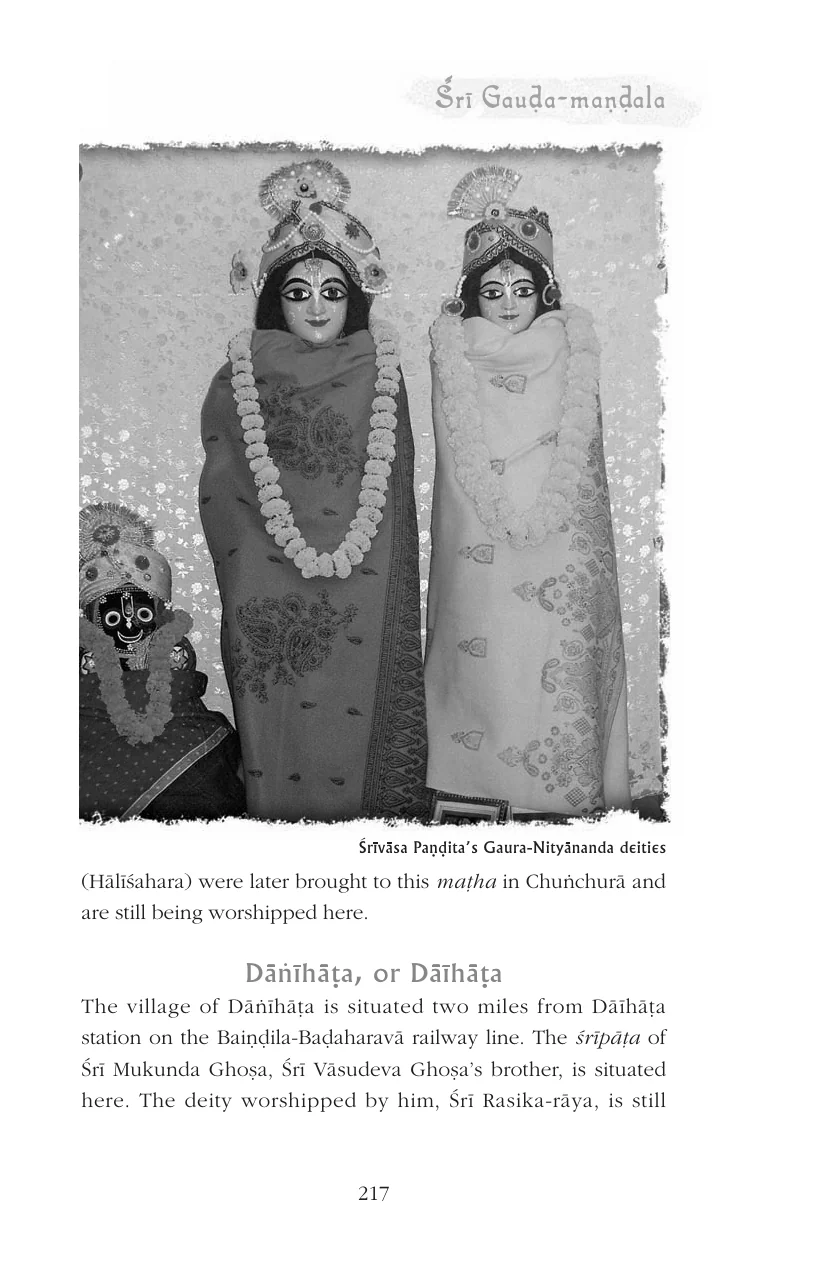 Śrī Gauḍa-maṇḍala
Śrīvāsa Paṇḍita’s Gaura-Nityānanda deities
(Hālīśahara) were later brought to this maṭha in Chuṅchurā and
are still being worshipped here.
Dāṅīhāṭa, or Dāīhāṭa
The village of Dāṅīhāṭa is situated two miles from Dāīhāṭa
station on the Baiṇḍila-Baḍaharavā railway line. The śrīpāṭa of
Śrī Mukunda Ghoṣa, Śrī Vāsudeva Ghoṣa’s brother, is situated
here. The deity worshipped by him, Śrī Rasika-rāya, is still
217